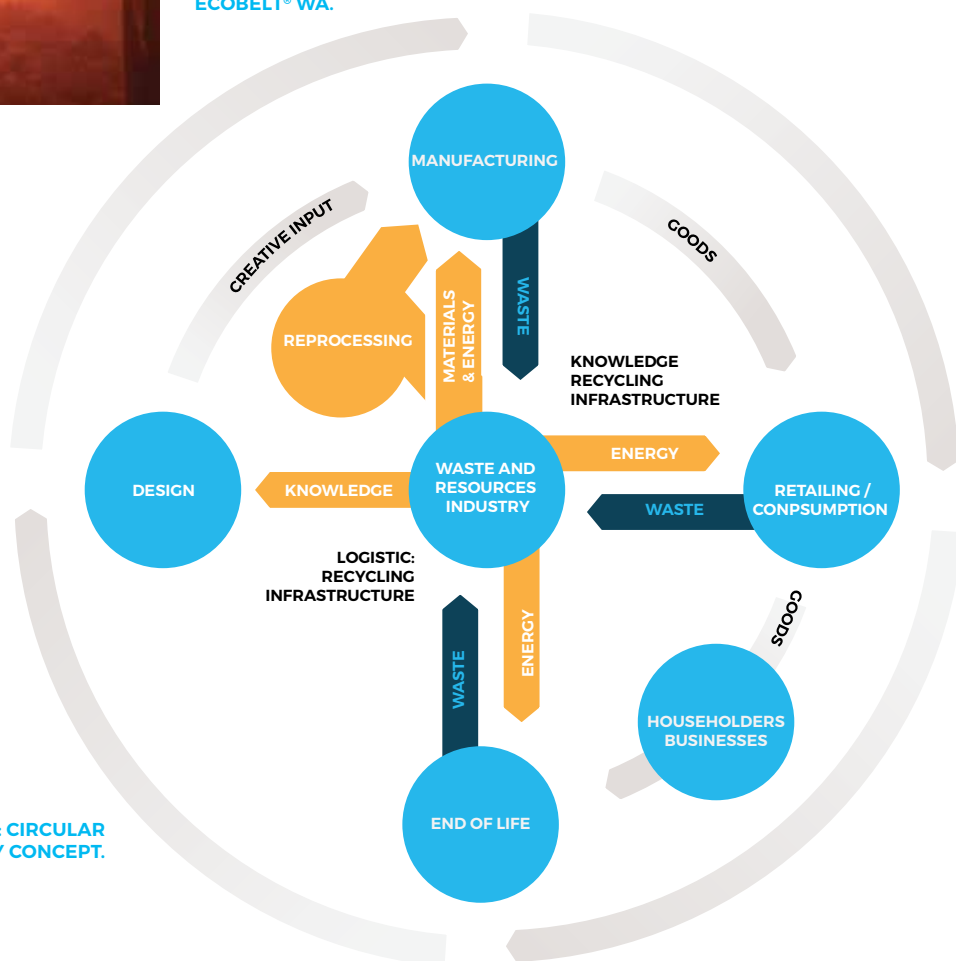 ECOBELT® WA.
MANUFACTURING
CREATIVE INPUT
GOODS
REPROCESSING
MATERIALS
& ENERGY
WASTE
KNOWLEDGE
RECYCLING
INFRASTRUCTURE
DESIGN
KNOWLEDGE
WASTE AND
RESOURCES
INDUSTRY
ENERGY
WASTE
RETAILING /
CONPSUMPTION
LOGISTIC:
RECYCLING
INFRASTRUCTURE
WASTE
ENERGY
GOODS
HOUSEHOLDERS
BUSINESSES
END OF LIFE
CIRCULAR
CONCEPT.